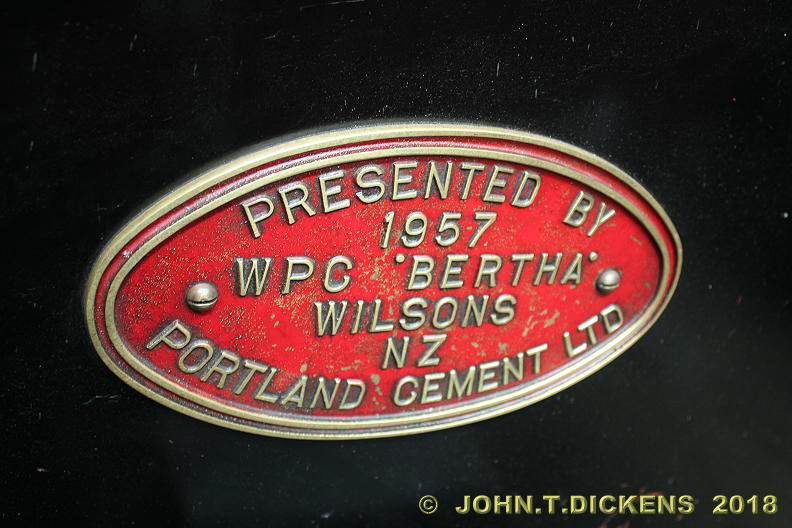 PRESENTED BY
1957
WPC "BERTHA"
WILSONS
NZ
PORTLAND CEMENT LTD
© JOHN.T.DICKENS 2018